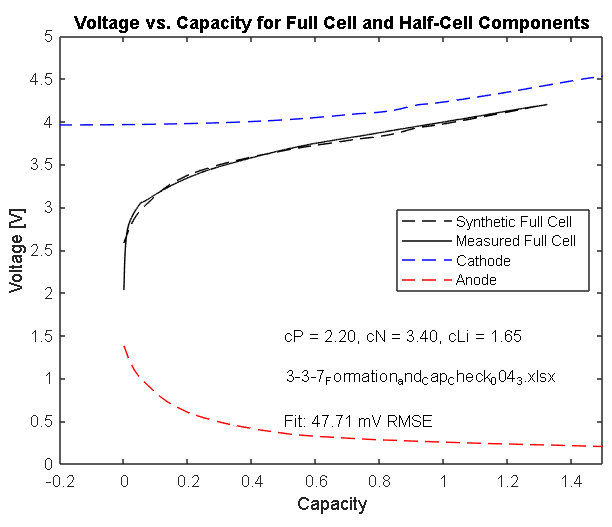 Voltage vs. Capacity for Full Cell and Half-Cell Components
5
4.5
4
3.5
3
2.5
2
1.5
1
0.5
0
Voltage [V]
Synthetic Full Cell
Measured Full Cell
Cathode
Anode
cP = 2.20, cN = 3.40, cLi = 1.65
3-3-7FormationandCapCheck0043.xlsx
Fit: 47.71 mV RMSE
-0.2 0 0.2 0.4 0.6 0.8 1 1.2 1.4
Capacity